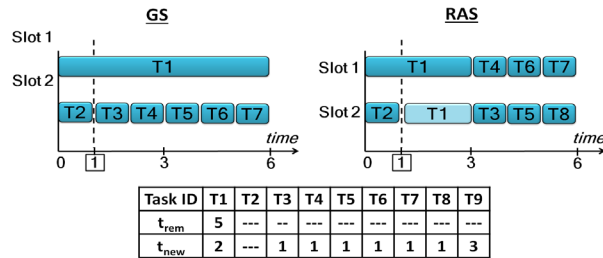 GS
Slot 1
T1
Slot 2
T2 T3 T4 T5 T6 T7
time
0 1 3 6
RAS
Slot 1
T1 T4 T6 T7
Slot 2
T2 T1 T3 T5 T8
time
0 1 3 6
Task ID T1 T2 T3 T4 T5 T6 T7 T8 T9
t_rem 5 --- -- --- --- --- --- --- ---
t_new 2 --- 1 1 1 1 1 1 3